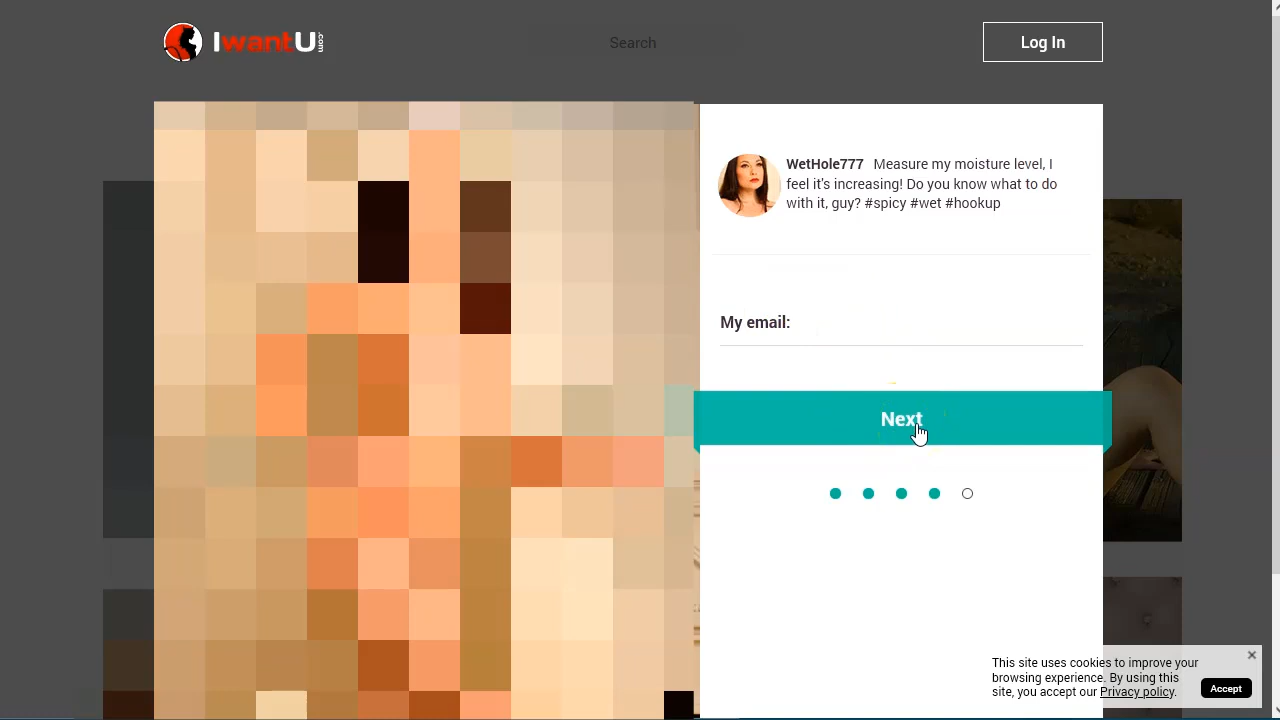 IwantU.com
Search
Log In
WetHole777 Measure my moisture level, I
feel it's increasing! Do you know what to do
with it, guy? #spicy #wet #hookup
My email:
Next
This site uses cookies to improve your
browsing experience. By using this
site, you accept our Privacy policy.
Accept